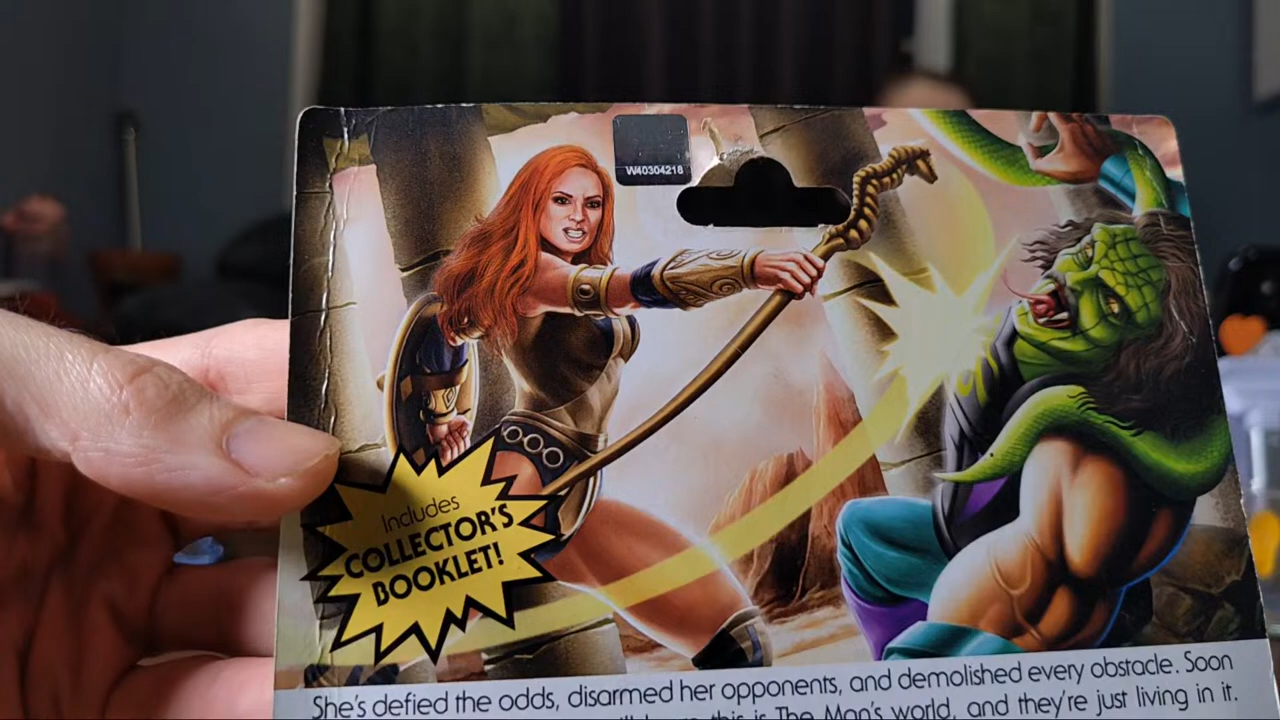 W40304218
Includes
COLLECTOR'S
BOOKLET!
She's defied the odds, disarmed her opponents, and demolished every obstacle. Soon
this is The Man's world, and they're just living in it.